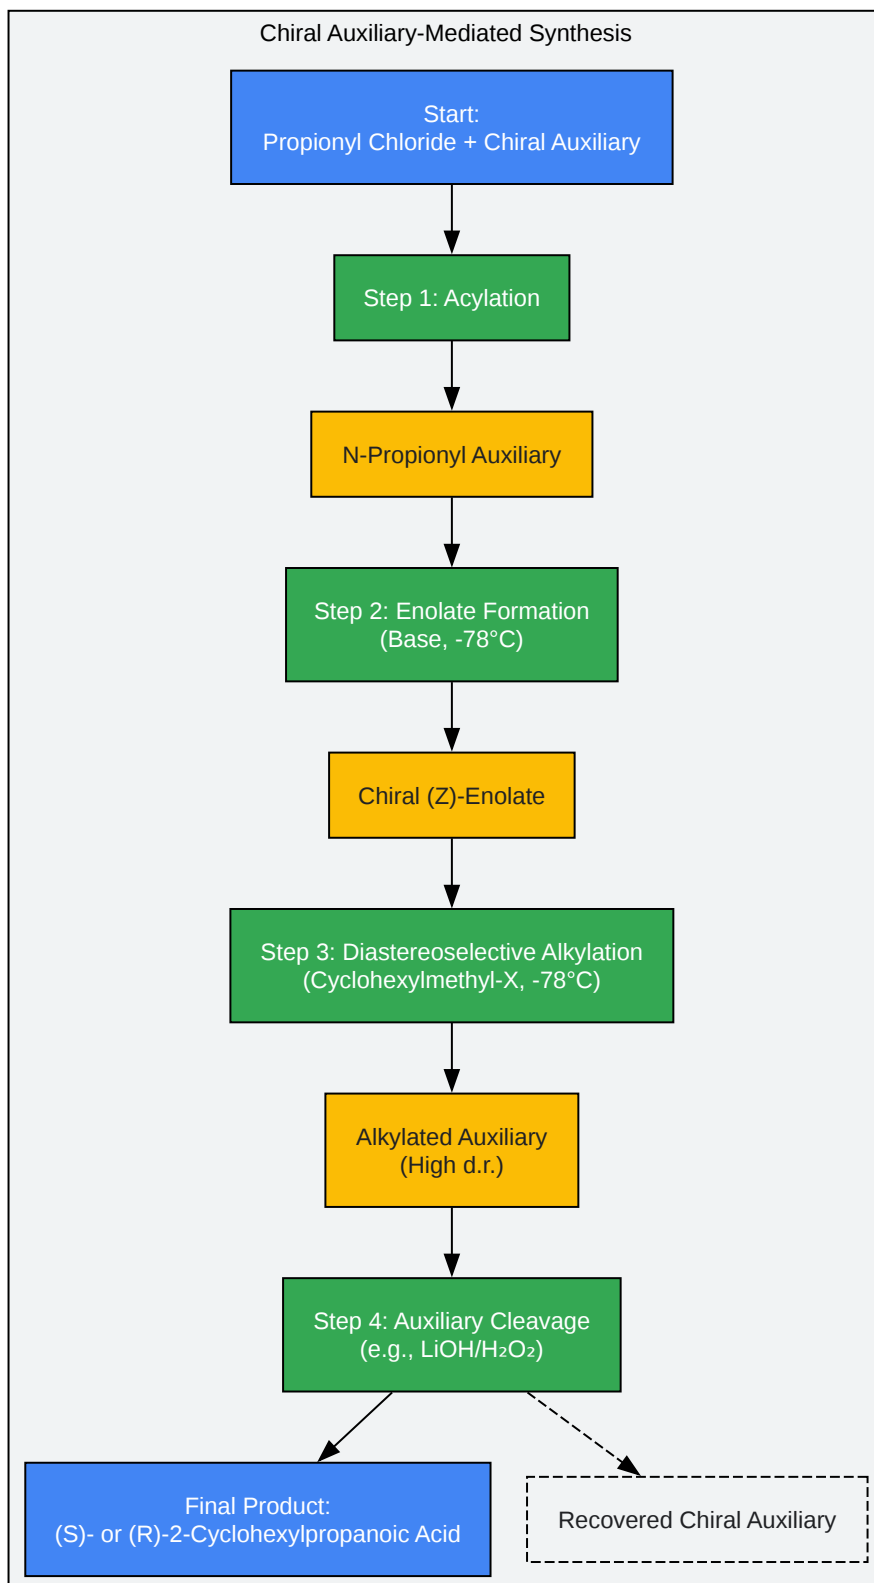 Chiral Auxiliary-Mediated Synthesis
Start:
Propionyl Chloride + Chiral Auxiliary
Step 1: Acylation
N-Propionyl Auxiliary
Step 2: Enolate Formation
(Base, -78°C)
Chiral (Z)-Enolate
Step 3: Diastereoselective Alkylation
(Cyclohexylmethyl-X, -78°C)
Alkylated Auxiliary
(High d.r.)
Step 4: Auxiliary Cleavage
(e.g., LiOH/H₂O₂)
Final Product:
(S)- or (R)-2-Cyclohexylpropanoic Acid
Recovered Chiral Auxiliary